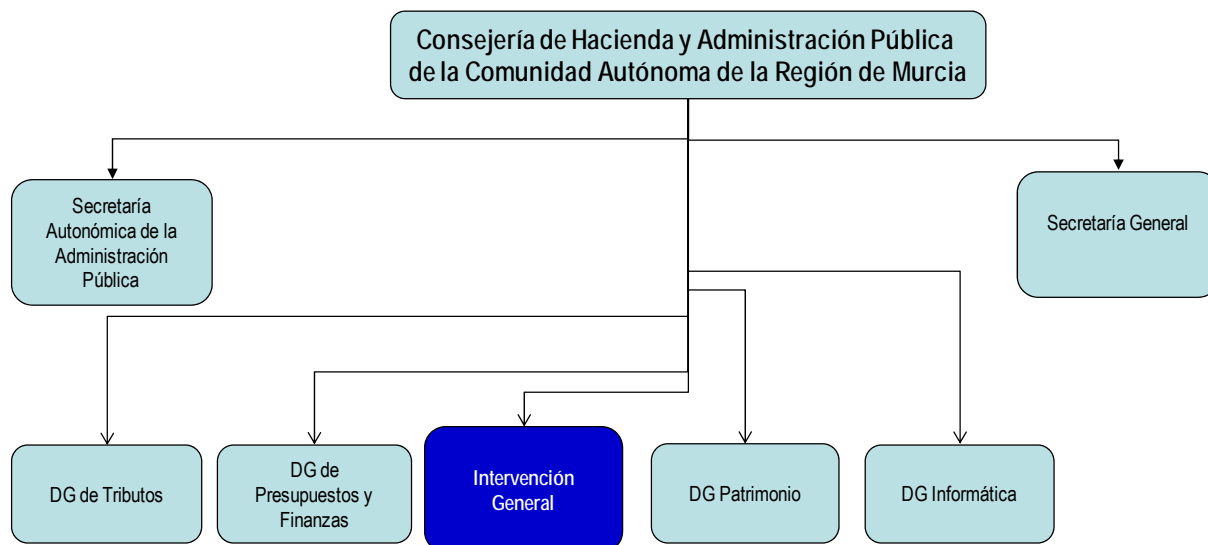 Consejería de Hacienda y Administración Pública
de la Comunidad Autónoma de la Región de Murcia
Secretaría
Autonómica de la
Administración
Pública
Secretaría General
DG de Tributos
DG de
Presupuestos y
Finanzas
Intervención
General
DG Patrimonio
DG Informática